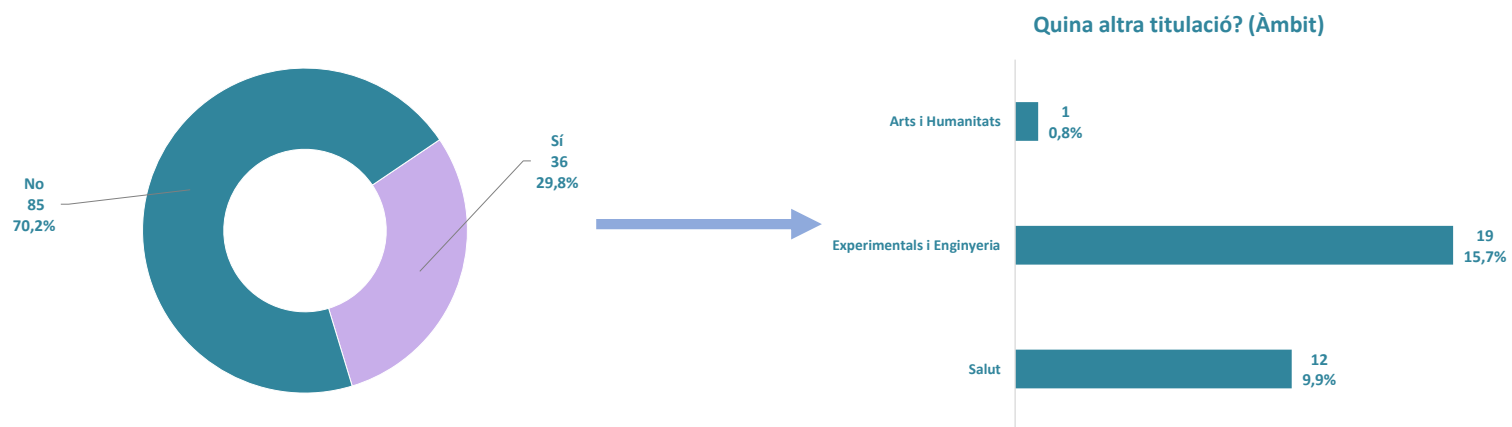 No
85
70,2%
Sí
36
29,8%
Quina altra titulació? (Àmbit)
Arts i Humanitats
1
0,8%
Experimentals i Enginyeria
19
15,7%
Salut
12
9,9%